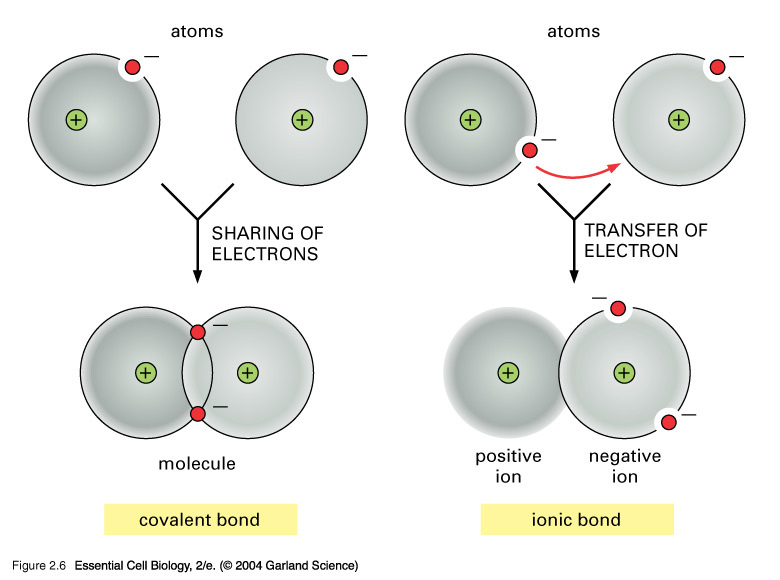 atoms
atoms
SHARING OF
ELECTRONS
TRANSFER OF
ELECTRON
molecule
positive
ion
negative
ion
covalent bond
ionic bond
Figure 2.6 Essential Cell Biology, 2/e. (© 2004 Garland Science)